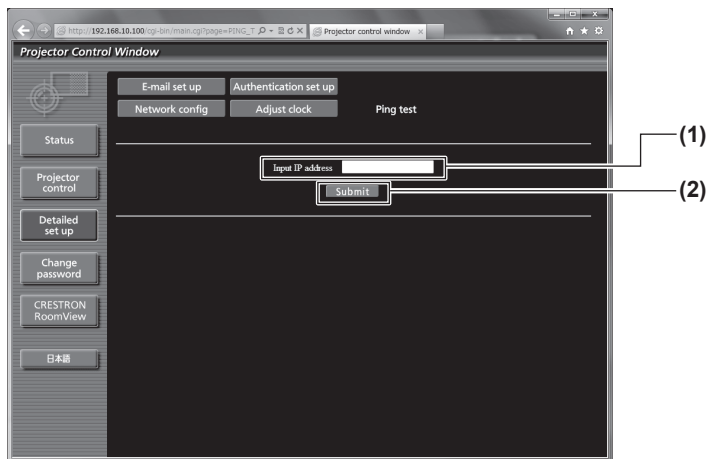 http://192.168.10.100/cgi-bin/main.cgi?page=PING_T
Projector control window
Projector Control Window
E-mail set up
Authentication set up
Network config
Adjust clock
Ping test
Status
Projector
control
Detailed
set up
Change
password
CRESTRON
RoomView
日本語
Input IP address
Submit
(1)
(2)